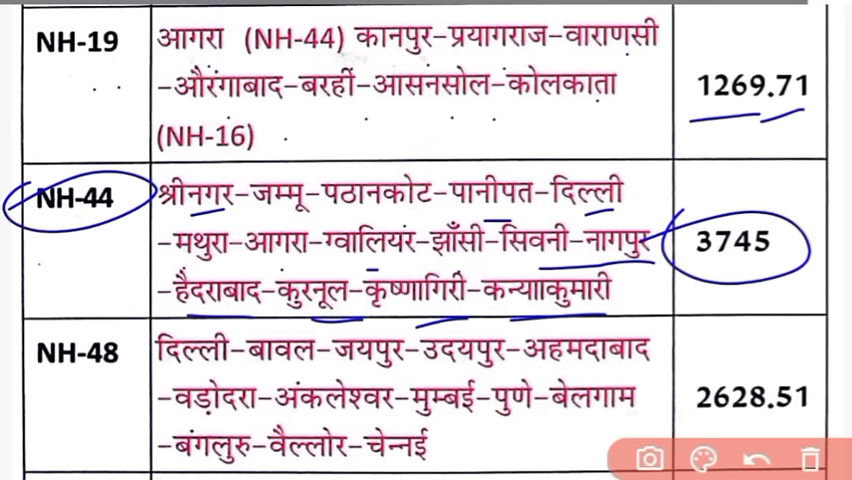 NH-19
आगरा (NH-44) कानपुर-प्रयागराज-वाराणसी
-औरंगाबाद-बरही-आसनसोल-कोलकाता
(NH-16)
1269.71
NH-44
श्रीनगर-जम्मू-पठानकोट-पानीपत-दिल्ली
-मथुरा-आगरा-ग्वालियर-झाँसी-सिवनी-नागपुर
-हैदराबाद-कुरनूल-कृष्णागिरी-कन्याकुमारी
3745
NH-48
दिल्ली-बावल-जयपुर-उदयपुर-अहमदाबाद
-वड़ोदरा-अंकलेश्वर-मुम्बई-पुणे-बेलगाम
-बंगलुरु-वैल्लोर-चेन्नई
2628.51